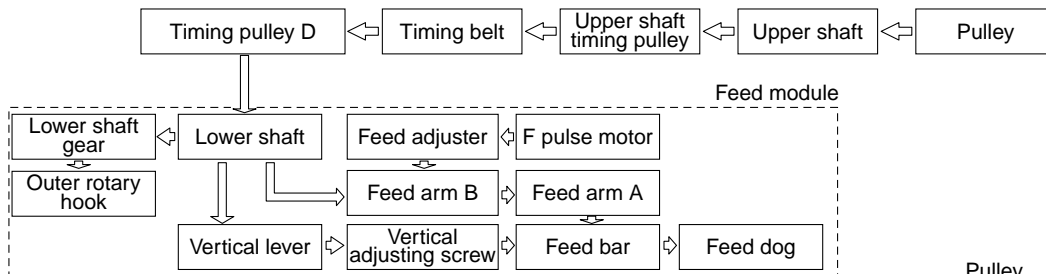 Timing pulley D
Timing belt
Upper shaft
timing pulley
Upper shaft
Pulley
Feed module
Lower shaft
gear
Lower shaft
Feed adjuster
F pulse motor
Outer rotary
hook
Feed arm B
Feed arm A
Vertical lever
Vertical
adjusting screw
Feed bar
Feed dog
Pulley